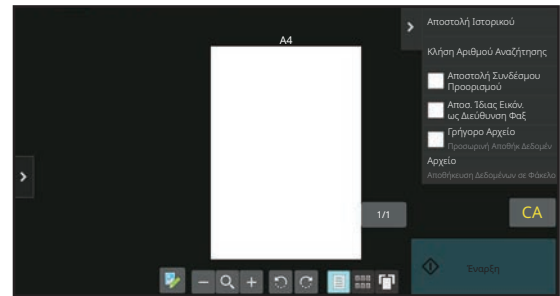 A4
Αποστολή Ιστορικού
Κλήση Αριθμού Αναζήτησης
Αποστολή Συνδέσμου
Προορισμού
Αποσ. Ίδιας Εικόν.
ως Διεύθυνση Φαξ
Γρήγορο Αρχείο
Προσωρινή Αποθήκ Δεδομέν
Αρχείο
Αποθήκευση Δεδομένων σε Φάκελο
1/1
CA
Έναρξη